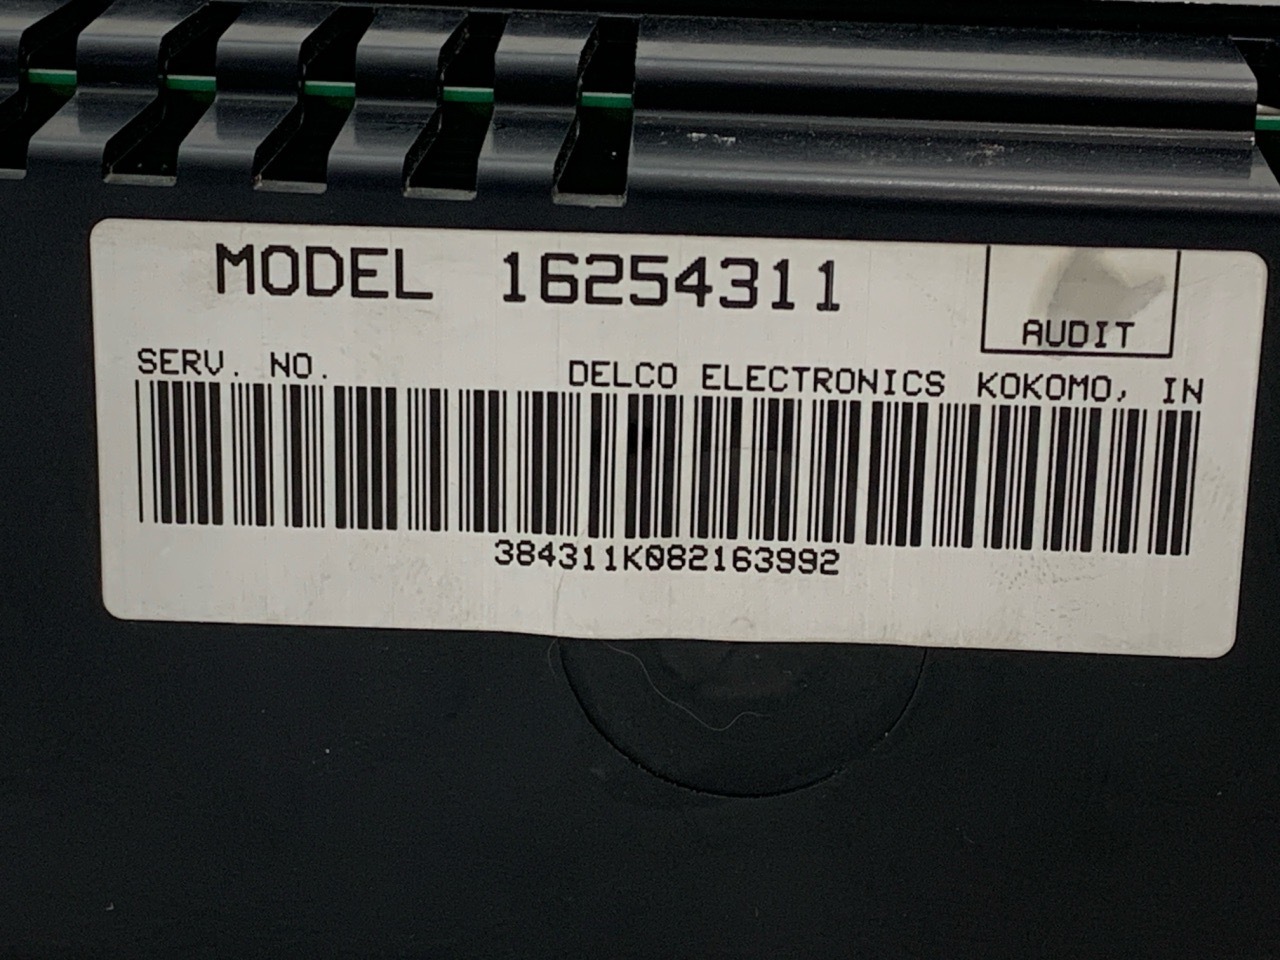 MODEL 16254311
AUDIT
SERV. NO. DELCO ELECTRONICS KOKOMO, IN
384311K082163992